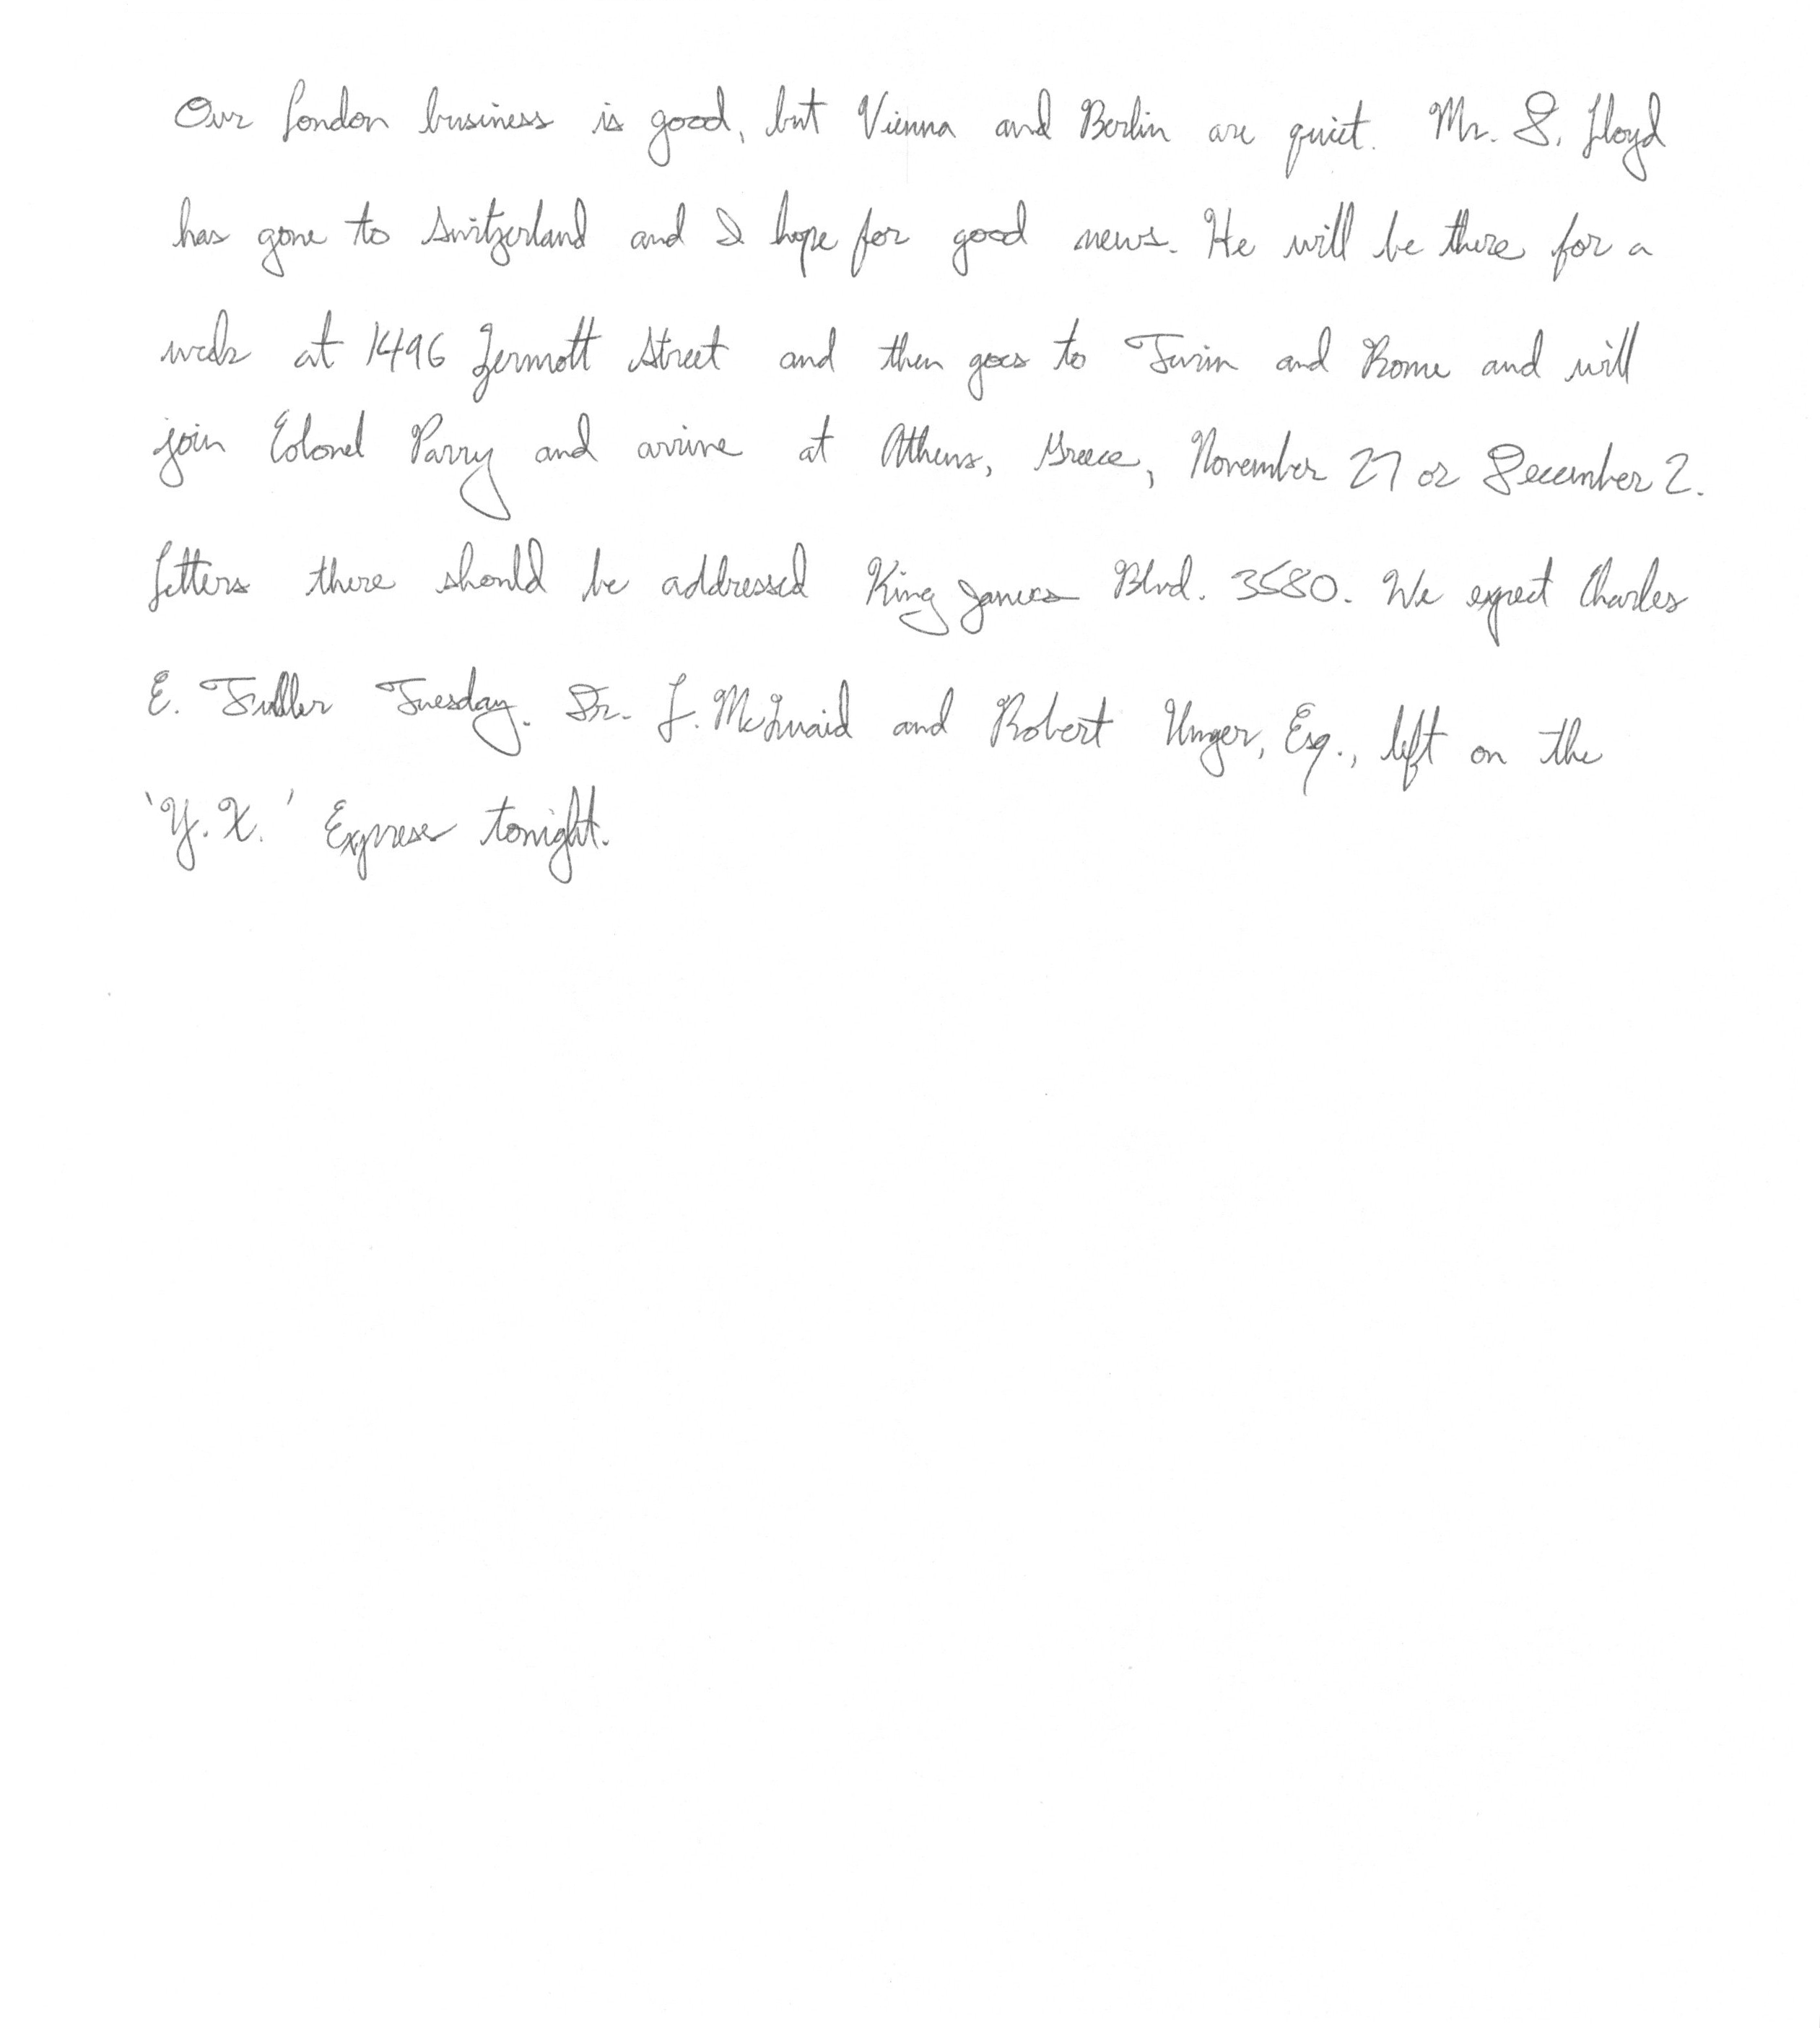 Our London business is good, but Vienna and Berlin are quiet. Mr. D. Lloyd
has gone to Switzerland and I hope for good news. He will be there for a
week at 1496 Zermott Street and then goes to Turin and Rome and will
join Colonel Parry and arrive at Athens, Greece, November 27 or December 2.
Letters there should be addressed King James Blvd. 3580. We expect Charles
E. Fuller Tuesday. Dr. L. McQuaid and Robert Unger, Esq., left on the
'Y.X.' Express tonight.